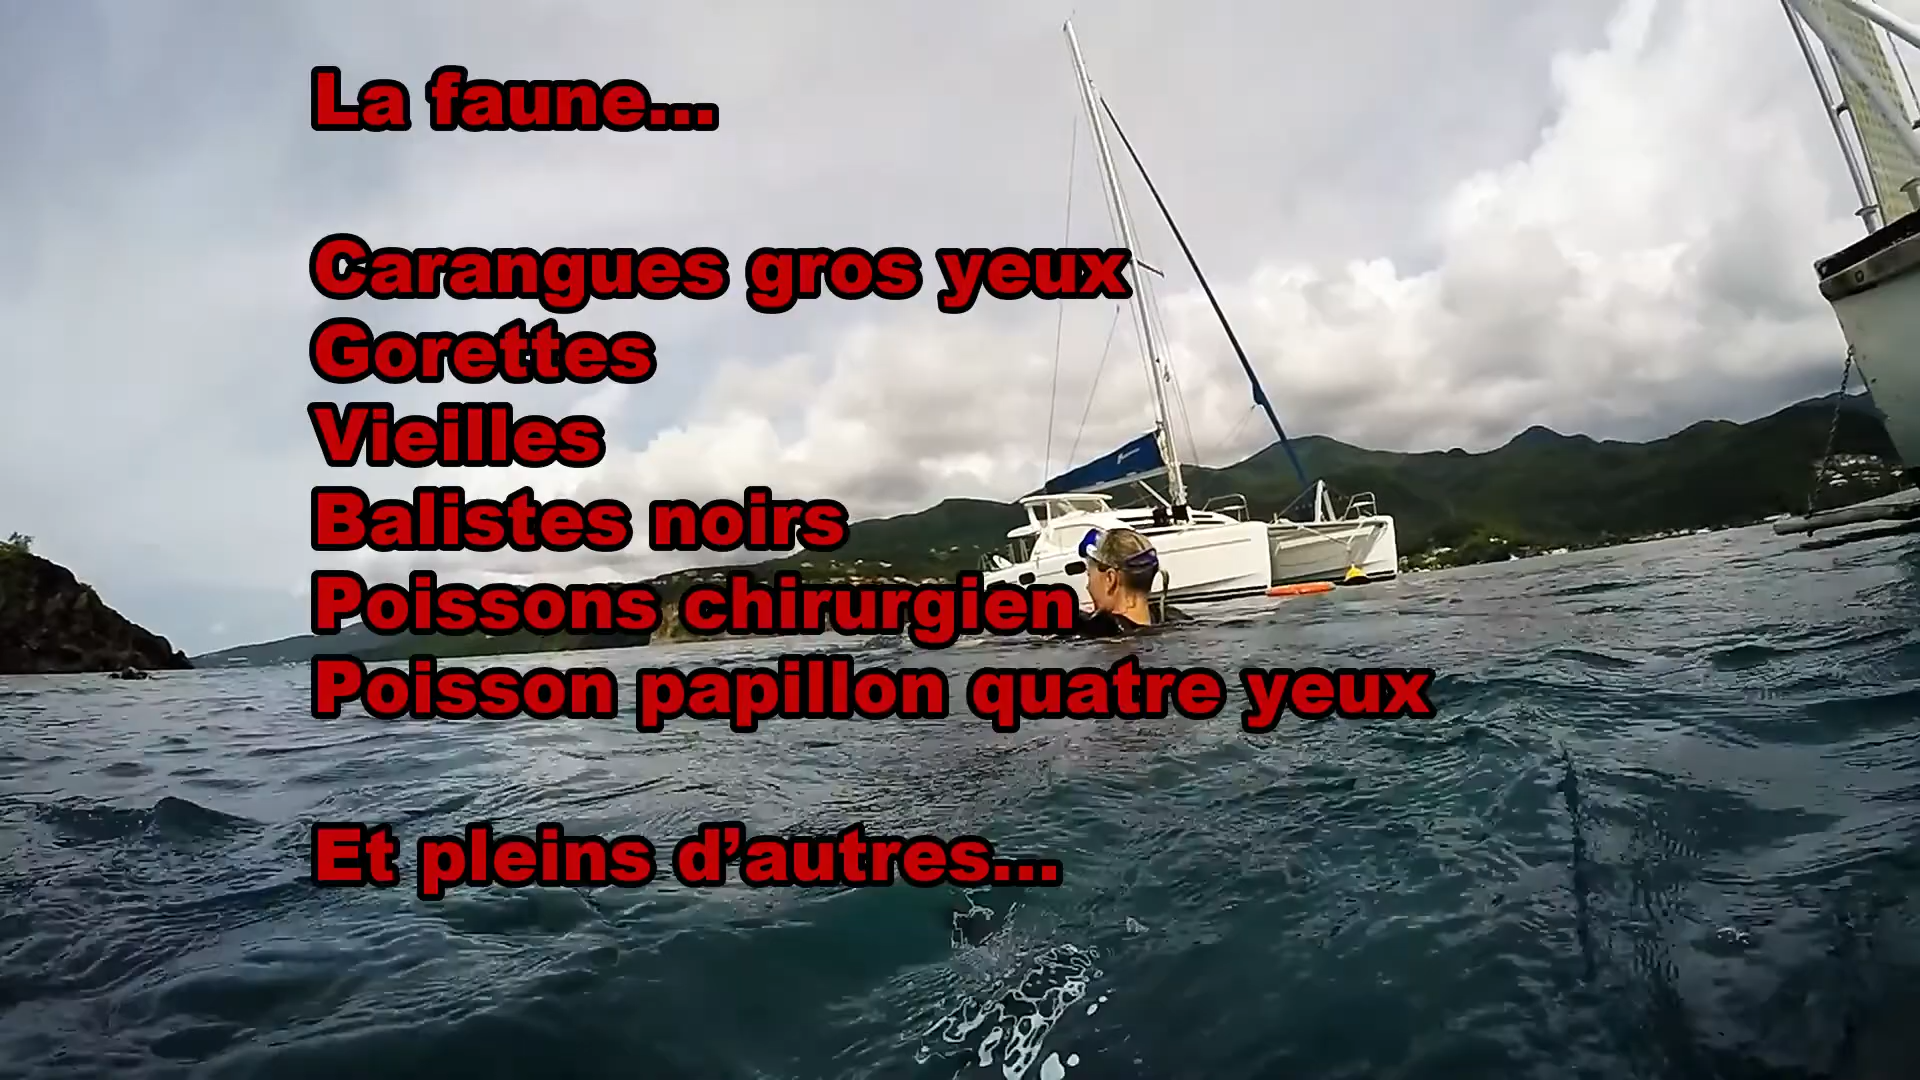 La faune...
Carangues gros yeux
Gorettes
Vieilles
Balistes noirs
Poissons chirurgien
Poisson papillon quatre yeux
Et pleins d’autres...